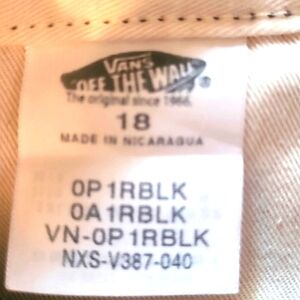 VANS
"OFF THE WALL"®
The original since 1966.
18
MADE IN NICARAGUA
0P1RBLK
0A1RBLK
VN-0P1RBLK
NXS-V387-040